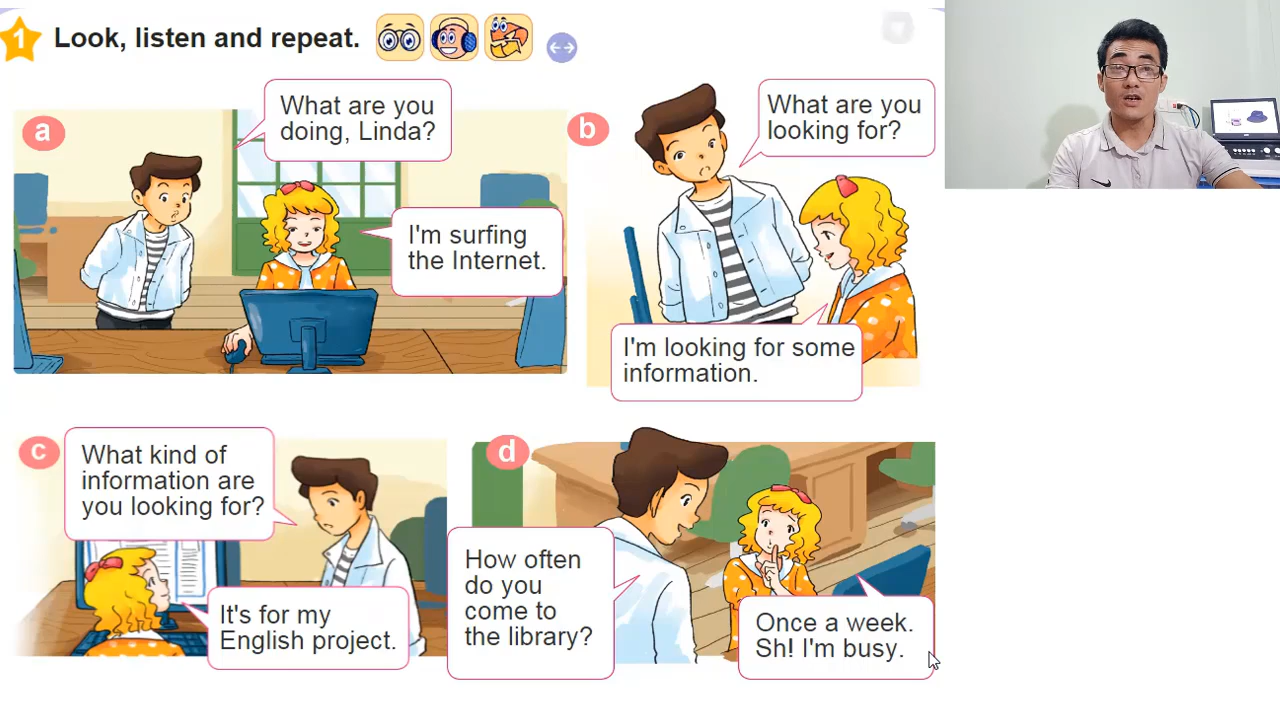 1 Look, listen and repeat.
a
What are you
doing, Linda?
I'm surfing
the Internet.
b
What are you
looking for?
I'm looking for some
information.
c
What kind of
information are
you looking for?
It's for my
English project.
d
How often
do you
come to
the library?
Once a week.
Sh! I'm busy.